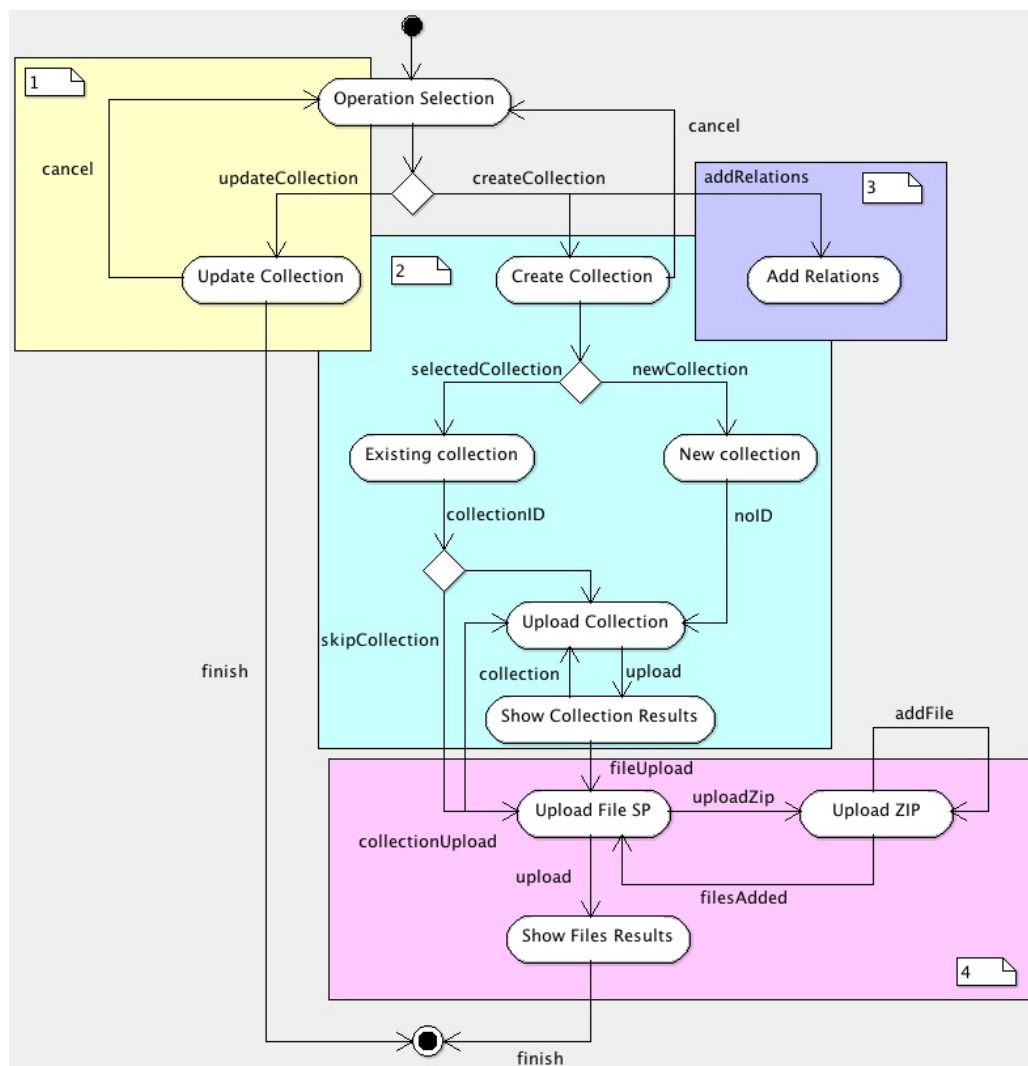 1
Operation Selection
cancel
cancel
updateCollection
createCollection
addRelations
3
Update Collection
2
Create Collection
Add Relations
selectedCollection
newCollection
Existing collection
New collection
collectionID
noID
Upload Collection
skipCollection
finish
collection
upload
Show Collection Results
addFile
fileUpload
Upload File SP
uploadZip
Upload ZIP
collectionUpload
upload
filesAdded
Show Files Results
4
finish